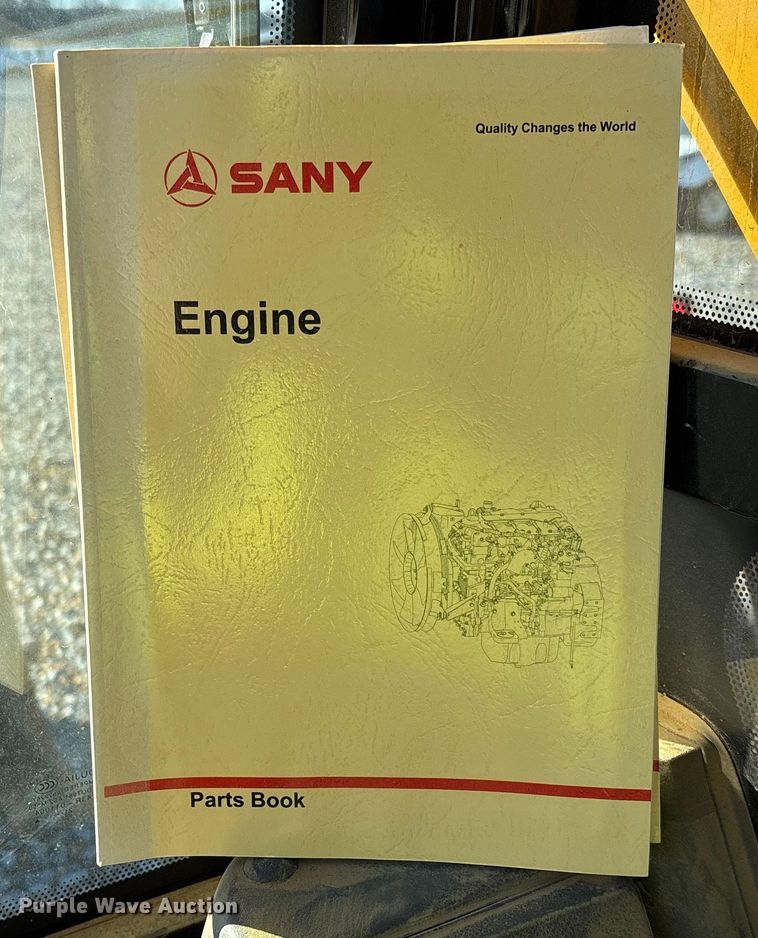 Quality Changes the World
SANY
Engine
Parts Book
Purple Wave Auction